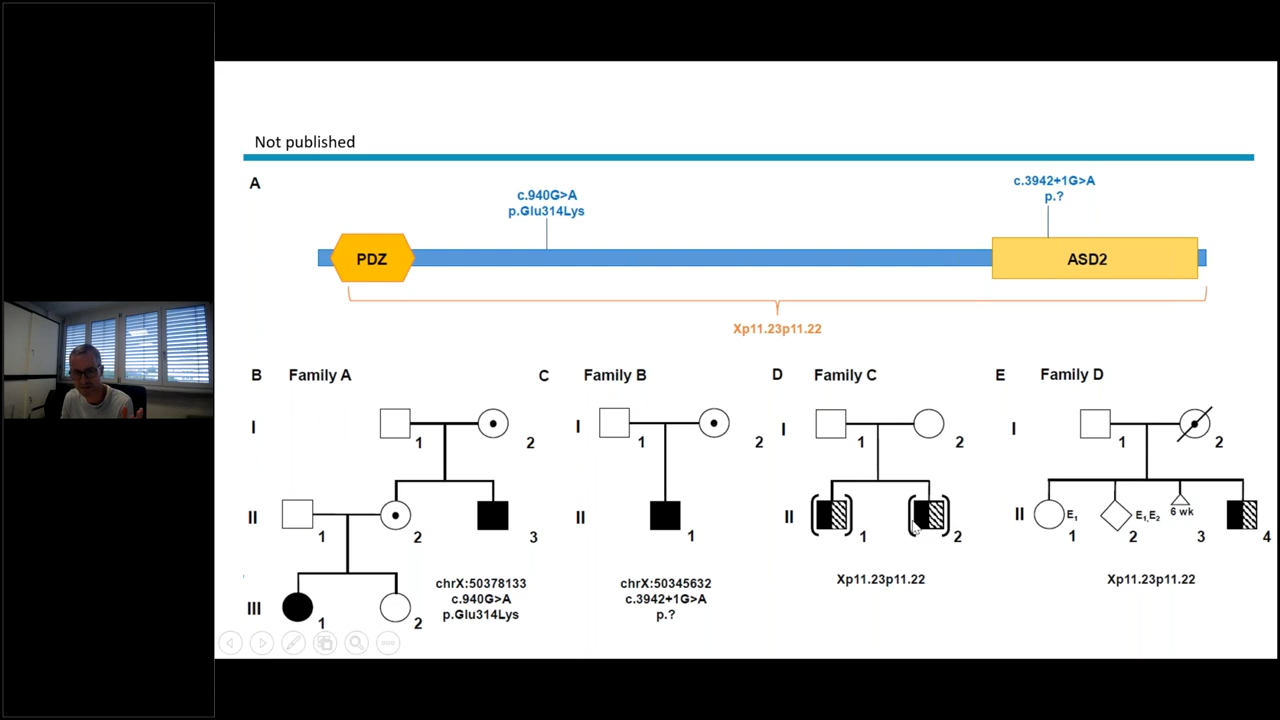 Not published
A
c.940G>A
p.Glu314Lys
c.3942+1G>A
p.?
PDZ
ASD2
Xp11.23p11.22
B Family A
C Family B
D Family C
E Family D
I
1
2
I
1
2
I
1
2
I
1
2
II
1
2
3
II
1
II
1
2
II
E1
1
E1,E2
2
6 wk
3
4
chrX:50378133
c.940G>A
p.Glu314Lys
chrX:50345632
c.3942+1G>A
p.?
Xp11.23p11.22
Xp11.23p11.22
III
1
2